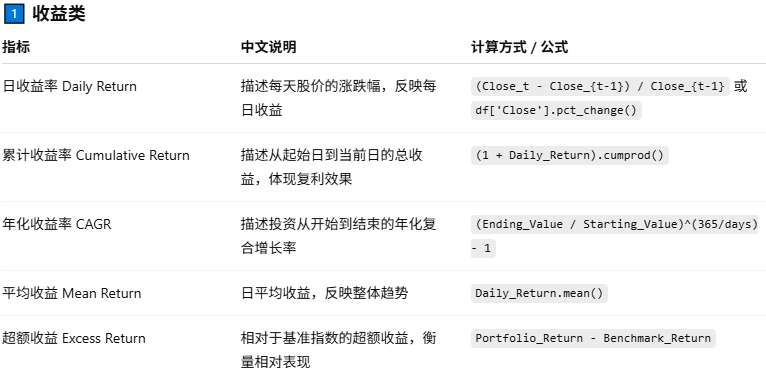 1 收益类
指标 中文说明 计算方式 / 公式
日收益率 Daily Return 描述每天股价的涨跌幅，反映每日收益 (Close_t - Close_{t-1}) / Close_{t-1} 或 df['Close'].pct_change()
累计收益率 Cumulative Return 描述从起始日到当前日的总收益，体现复利效果 (1 + Daily_Return).cumprod()
年化收益率 CAGR 描述投资从开始到结束的年化复合增长率 (Ending_Value / Starting_Value)^(365/days) - 1
平均收益 Mean Return 日平均收益，反映整体趋势 Daily_Return.mean()
超额收益 Excess Return 相对于基准指数的超额收益，衡量相对表现 Portfolio_Return - Benchmark_Return